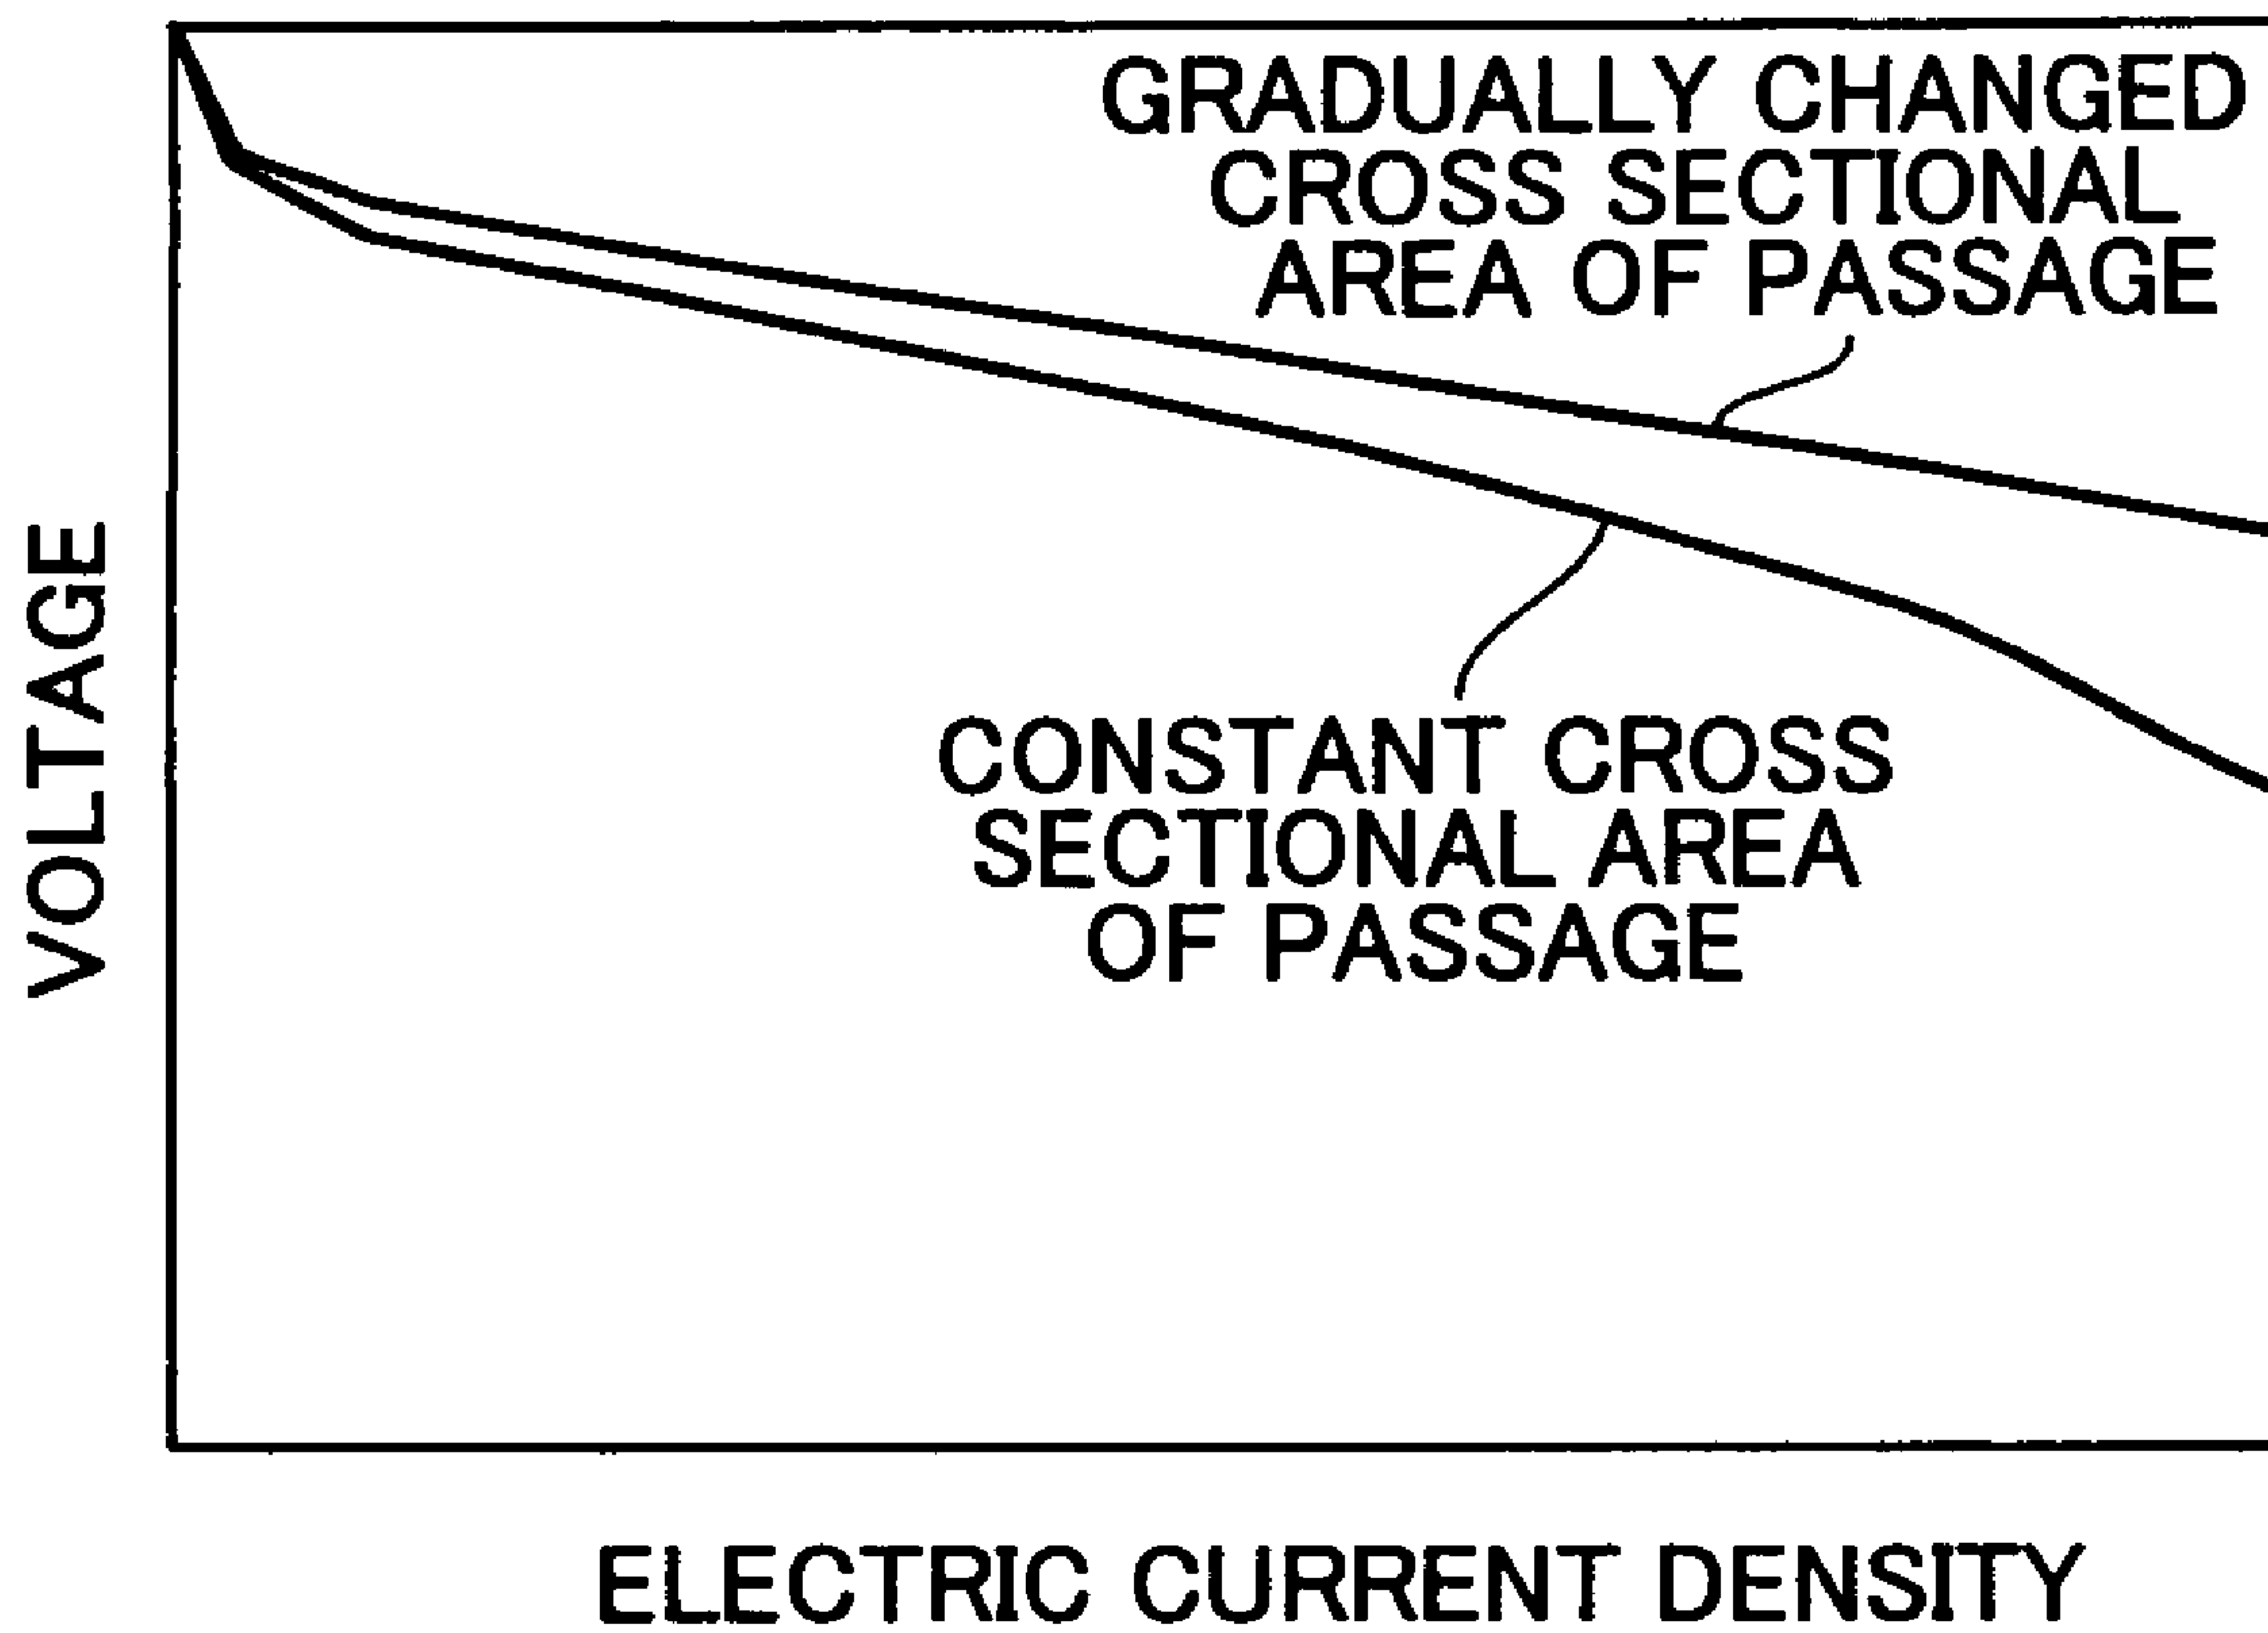 GRADUALLY CHANGED
CROSS SECTIONAL
AREA OF PASSAGE
VOLTAGE
CONSTANT CROSS
SECTIONAL AREA
OF PASSAGE
ELECTRIC CURRENT DENSITY